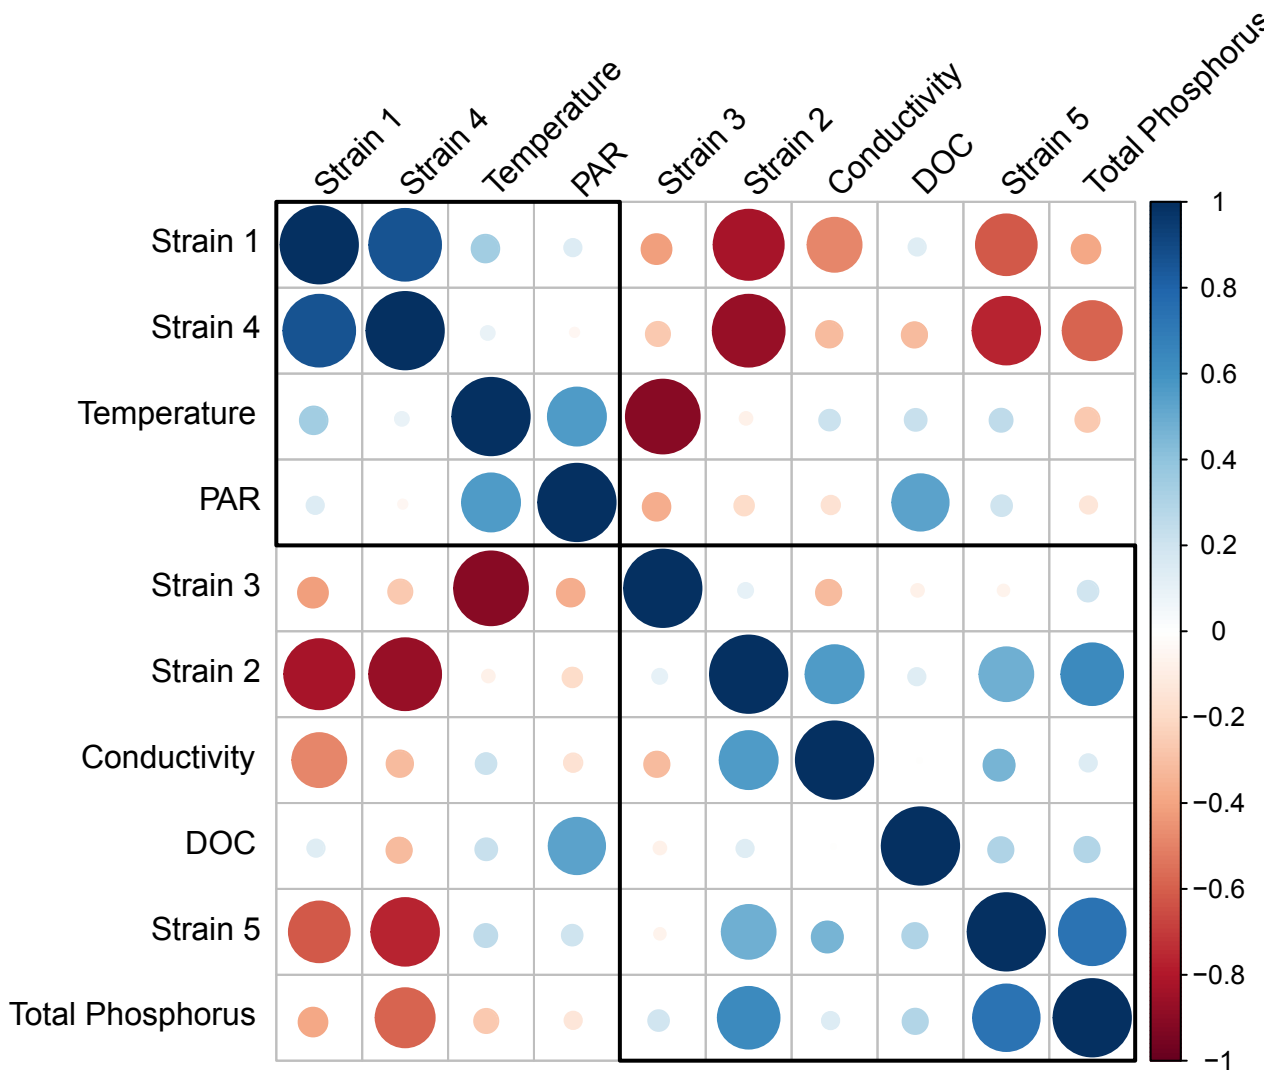 Strain 1
Strain 4
Temperature
PAR
Strain 3
Strain 2
Conductivity
DOC
Strain 5
Total Phosphorus
Strain 1
Strain 4
Temperature
PAR
Strain 3
Strain 2
Conductivity
DOC
Strain 5
Total Phosphorus
1
0.8
0.6
0.4
0.2
0
−0.2
−0.4
−0.6
−0.8
−1